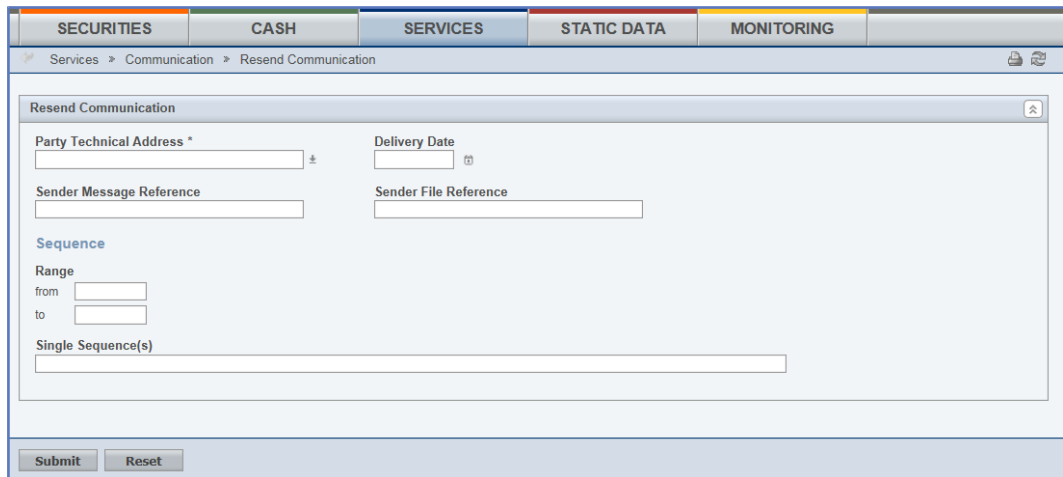 SECURITIES CASH SERVICES STATIC DATA MONITORING
Services » Communication » Resend Communication
Resend Communication
Party Technical Address * Delivery Date
Sender Message Reference Sender File Reference
Sequence
Range
from
to
Single Sequence(s)
Submit Reset